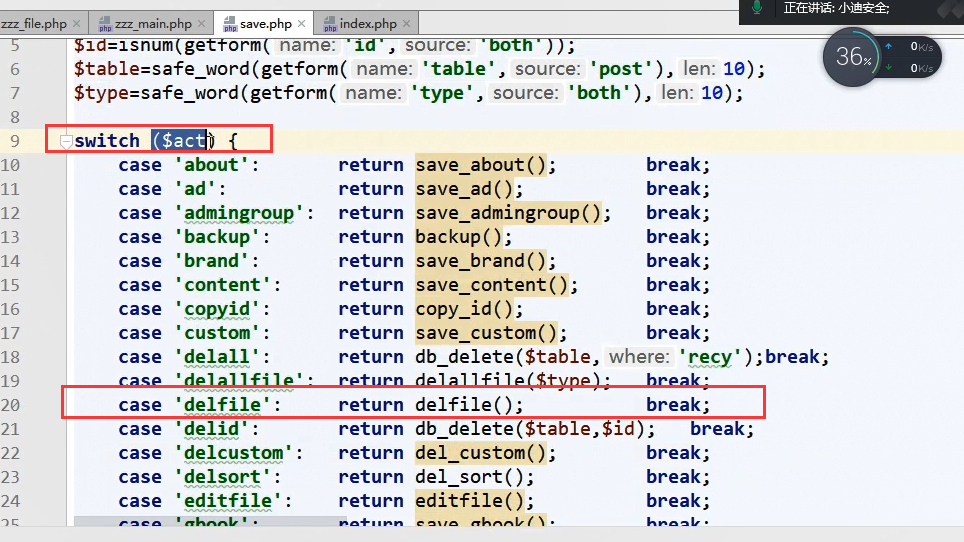 zzz_file.php × zzz_main.php × save.php × index.php ×
正在讲话: 小迪安全;
36%
0K/s
0K/s
5 $id=isnum(getform( name: 'id', source: 'both'));
6 $table=safe_word(getform( name: 'table', source: 'post'), len: 10);
7 $type=safe_word(getform( name: 'type', source: 'both'), len: 10);
8
9 switch ($act) {
10 case 'about': return save_about(); break;
11 case 'ad': return save_ad(); break;
12 case 'admingroup': return save_admingroup(); break;
13 case 'backup': return backup(); break;
14 case 'brand': return save_brand(); break;
15 case 'content': return save_content(); break;
16 case 'copyid': return copy_id(); break;
17 case 'custom': return save_custom(); break;
18 case 'delall': return db_delete($table, where: 'recy');break;
19 case 'delallfile': return delallfile($type); break;
20 case 'delfile': return delfile(); break;
21 case 'delid': return db_delete($table,$id); break;
22 case 'delcustom': return del_custom(); break;
23 case 'delsort': return del_sort(); break;
24 case 'editfile': return editfile(); break;
25 case 'gbook': return save_gbook(); break;